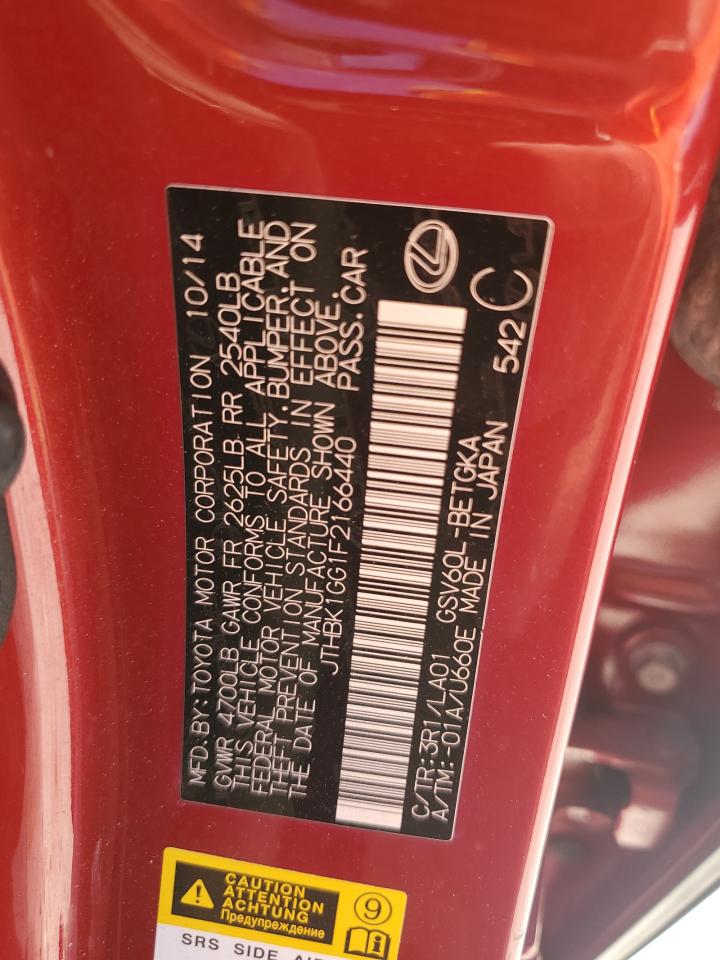 MFD.BY:TOYOTA MOTOR CORPORATION 10/14
GVWR 4700LB GAWR FR 2625LB RR 2540LB
THIS VEHICLE CONFORMS TO ALL APPLICABLE
FEDERAL MOTOR VEHICLE SAFETY,BUMPER,AND
THEFT PREVENTION STANDARDS IN EFFECT ON
THE DATE OF MANUFACTURE SHOWN ABOVE.
JTHBK1GG1F2166440 PASS.CAR
C/TR:3R1/LA01 GSV60L-BETGKA
A/TM:-01A/U660E MADE IN JAPAN 542 C
CAUTION
ATTENTION
ACHTUNG
Предупреждение
9
SRS SIDE